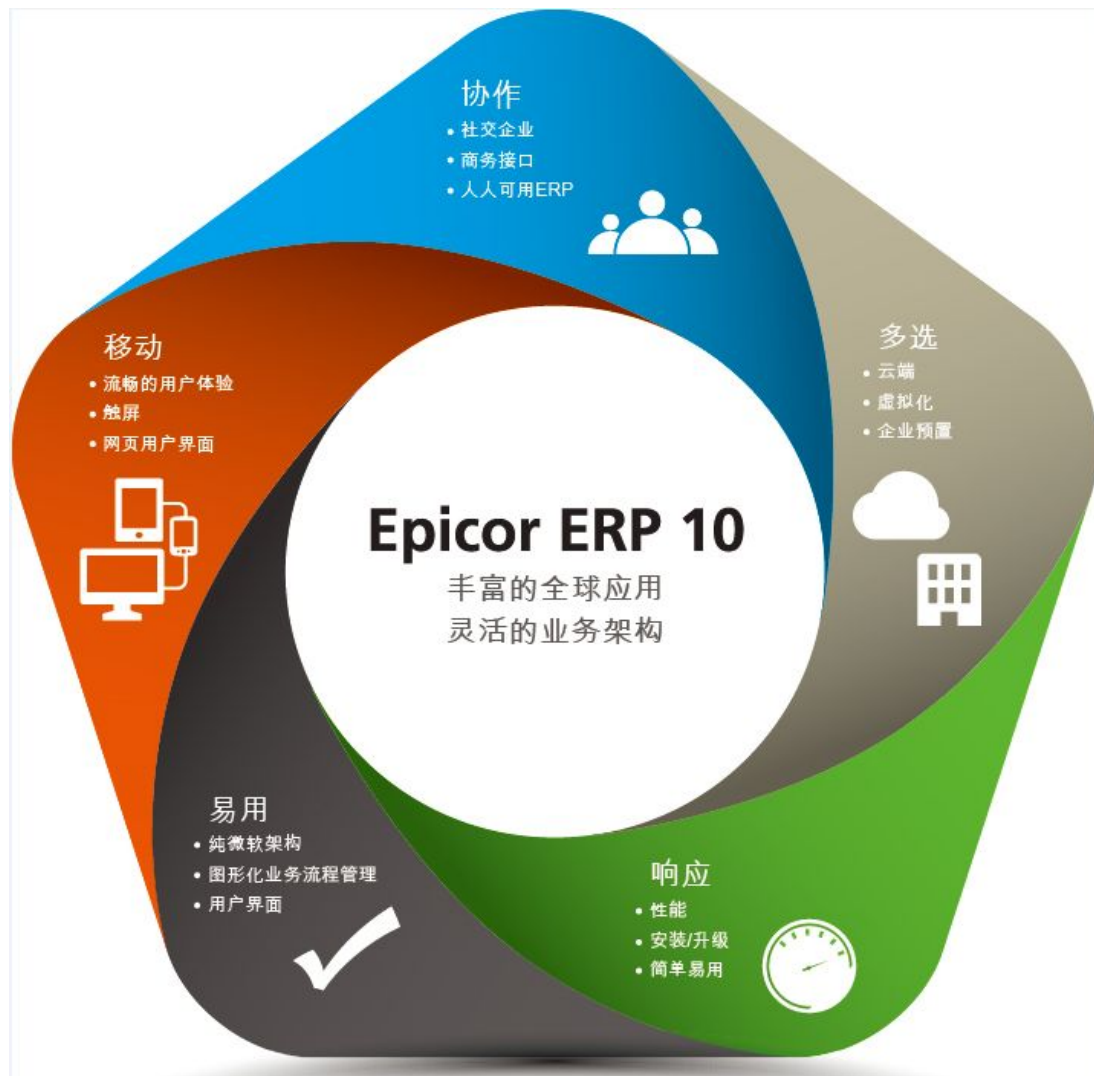 协作
• 社交企业
• 商务接口
• 人人可用ERP
多选
• 云端
• 虚拟化
• 企业预置
移动
• 流畅的用户体验
• 触屏
• 网页用户界面
Epicor ERP 10
丰富的全球应用
灵活的业务架构
易用
• 纯微软架构
• 图形化业务流程管理
• 用户界面
响应
• 性能
• 安装/升级
• 简单易用